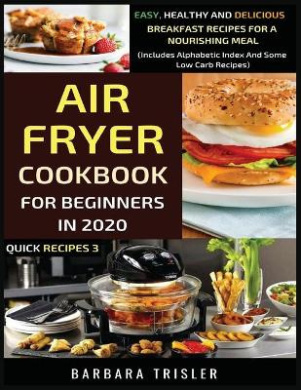 EASY, HEALTHY AND DELICIOUS
BREAKFAST RECIPES FOR A
NOURISHING MEAL
(Includes Alphabetic Index And Some
Low Carb Recipes)
AIR
FRYER
COOKBOOK
FOR BEGINNERS
IN 2020
QUICK RECIPES 3
BARBARA TRISLER